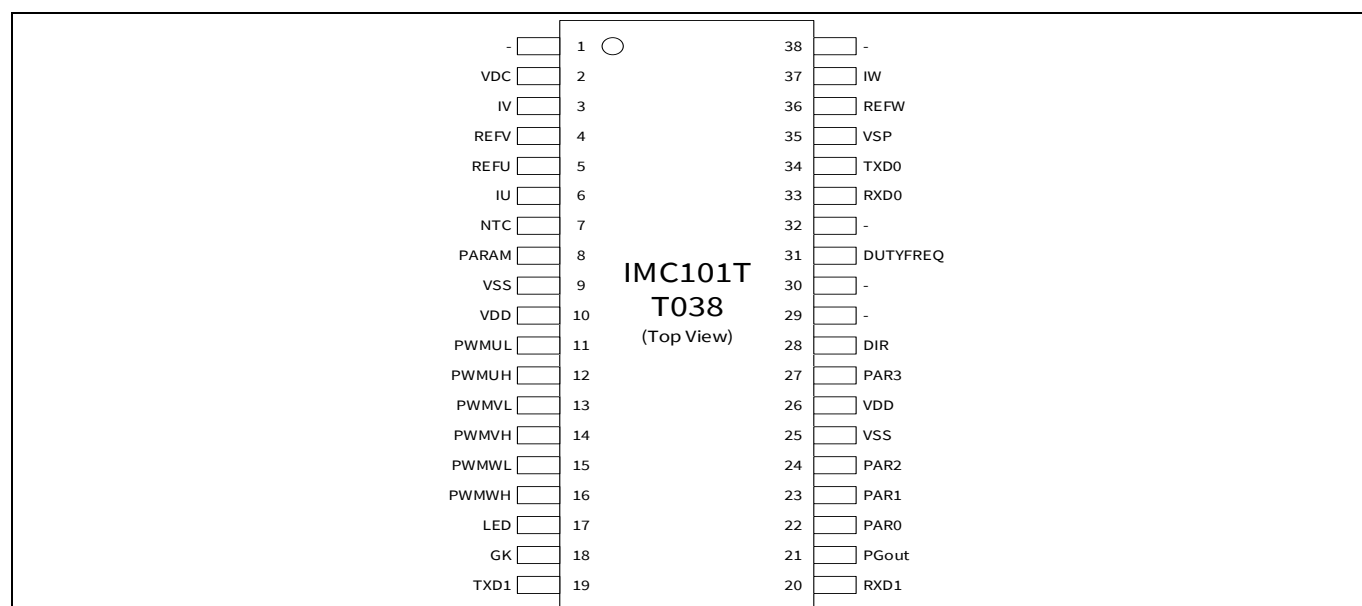 - 1 38 -
VDC 2 37 IW
IV 3 36 REFW
REFV 4 35 VSP
REFU 5 34 TXD0
IU 6 33 RXD0
NTC 7 32 -
PARAM 8 31 DUTYFREQ
IMC101T
VSS 9 30 -
T038
VDD 10 29 -
(Top View)
PWMUL 11 28 DIR
PWMUH 12 27 PAR3
PWMVL 13 26 VDD
PWMVH 14 25 VSS
PWMWL 15 24 PAR2
PWMWH 16 23 PAR1
LED 17 22 PAR0
GK 18 21 PGout
TXD1 19 20 RXD1